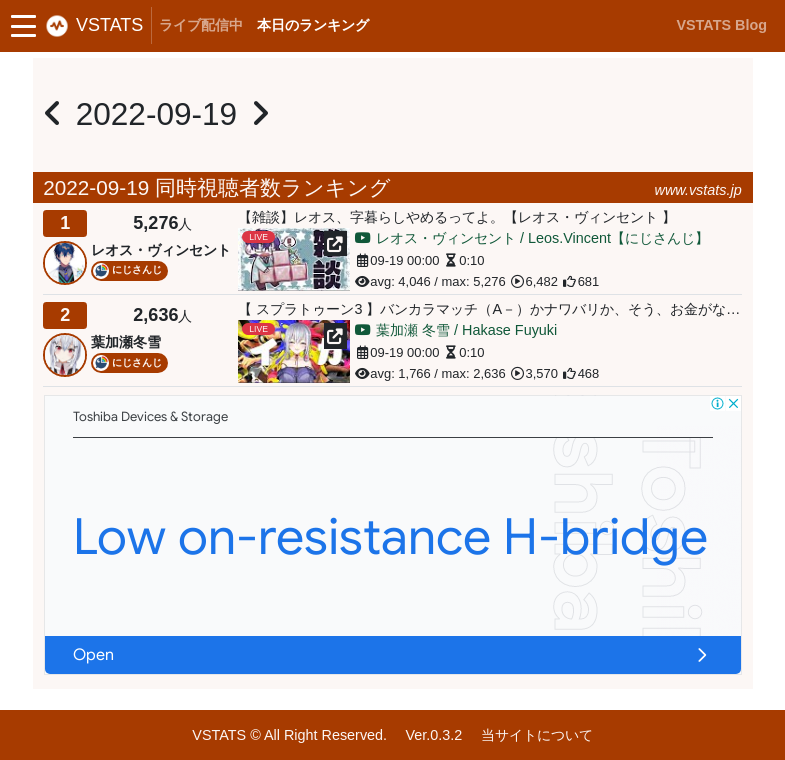 VSTATS ライブ配信中 本日のランキング VSTATS Blog
2022-09-19
2022-09-19 同時視聴者数ランキング www.vstats.jp
1 5,276人
レオス・ヴィンセント
にじさんじ
【雑談】レオス、字暮らしやめるってよ。【レオス・ヴィンセント 】
LIVE
雑談
レオス・ヴィンセント / Leos.Vincent【にじさんじ】
09-19 00:00 0:10
avg: 4,046 / max: 5,276 6,482 681
2 2,636人
葉加瀬冬雪
にじさんじ
【 スプラトゥーン3 】バンカラマッチ（A－）かナワバリか、そう、お金がな…
LIVE
イカ
葉加瀬 冬雪 / Hakase Fuyuki
09-19 00:00 0:10
avg: 1,766 / max: 2,636 3,570 468
Toshiba Devices & Storage
Low on-resistance H-bridge
Open
VSTATS © All Right Reserved. Ver.0.3.2 当サイトについて